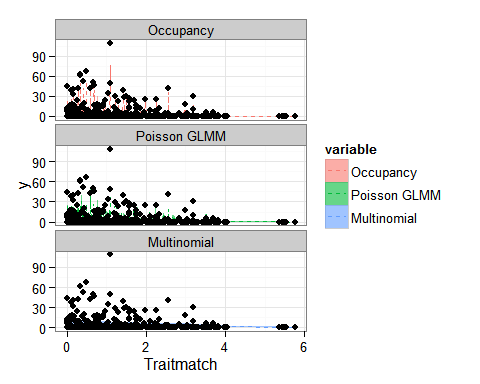 Occupancy
90
60
30
0
Poisson GLMM
90
60
30
0
y
Multinomial
90
60
30
0
0 2 4 6
Traitmatch
variable
Occupancy
Poisson GLMM
Multinomial